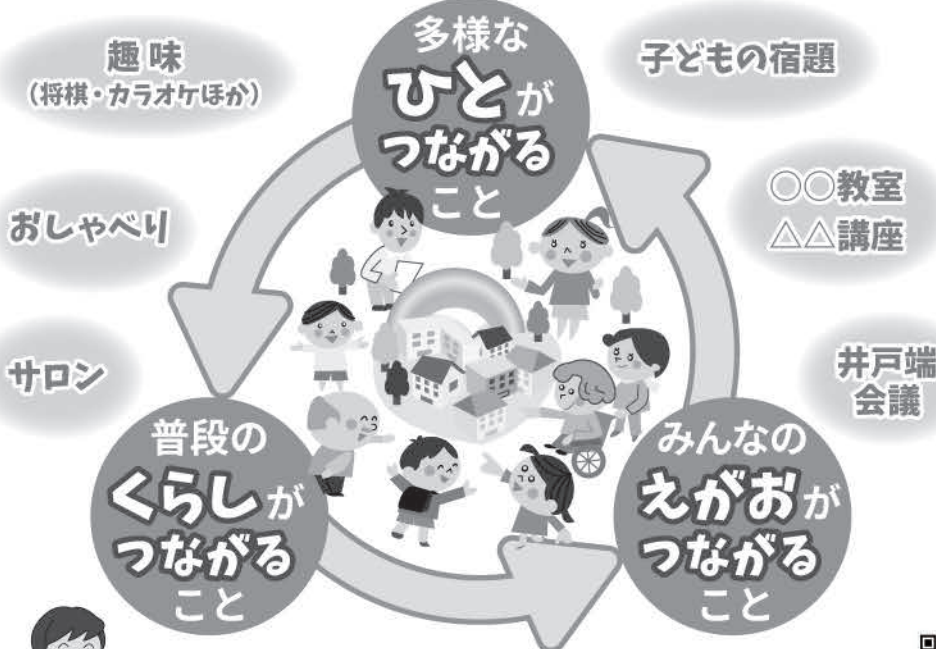 趣味
（将棋・カラオケほか）
おしゃべり
サロン
多様な
ひとが
つながる
こと
子どもの宿題
○○教室
△△講座
井戸端
会議
普段の
くらしが
つながる
こと
みんなの
えがおが
つながる
こと